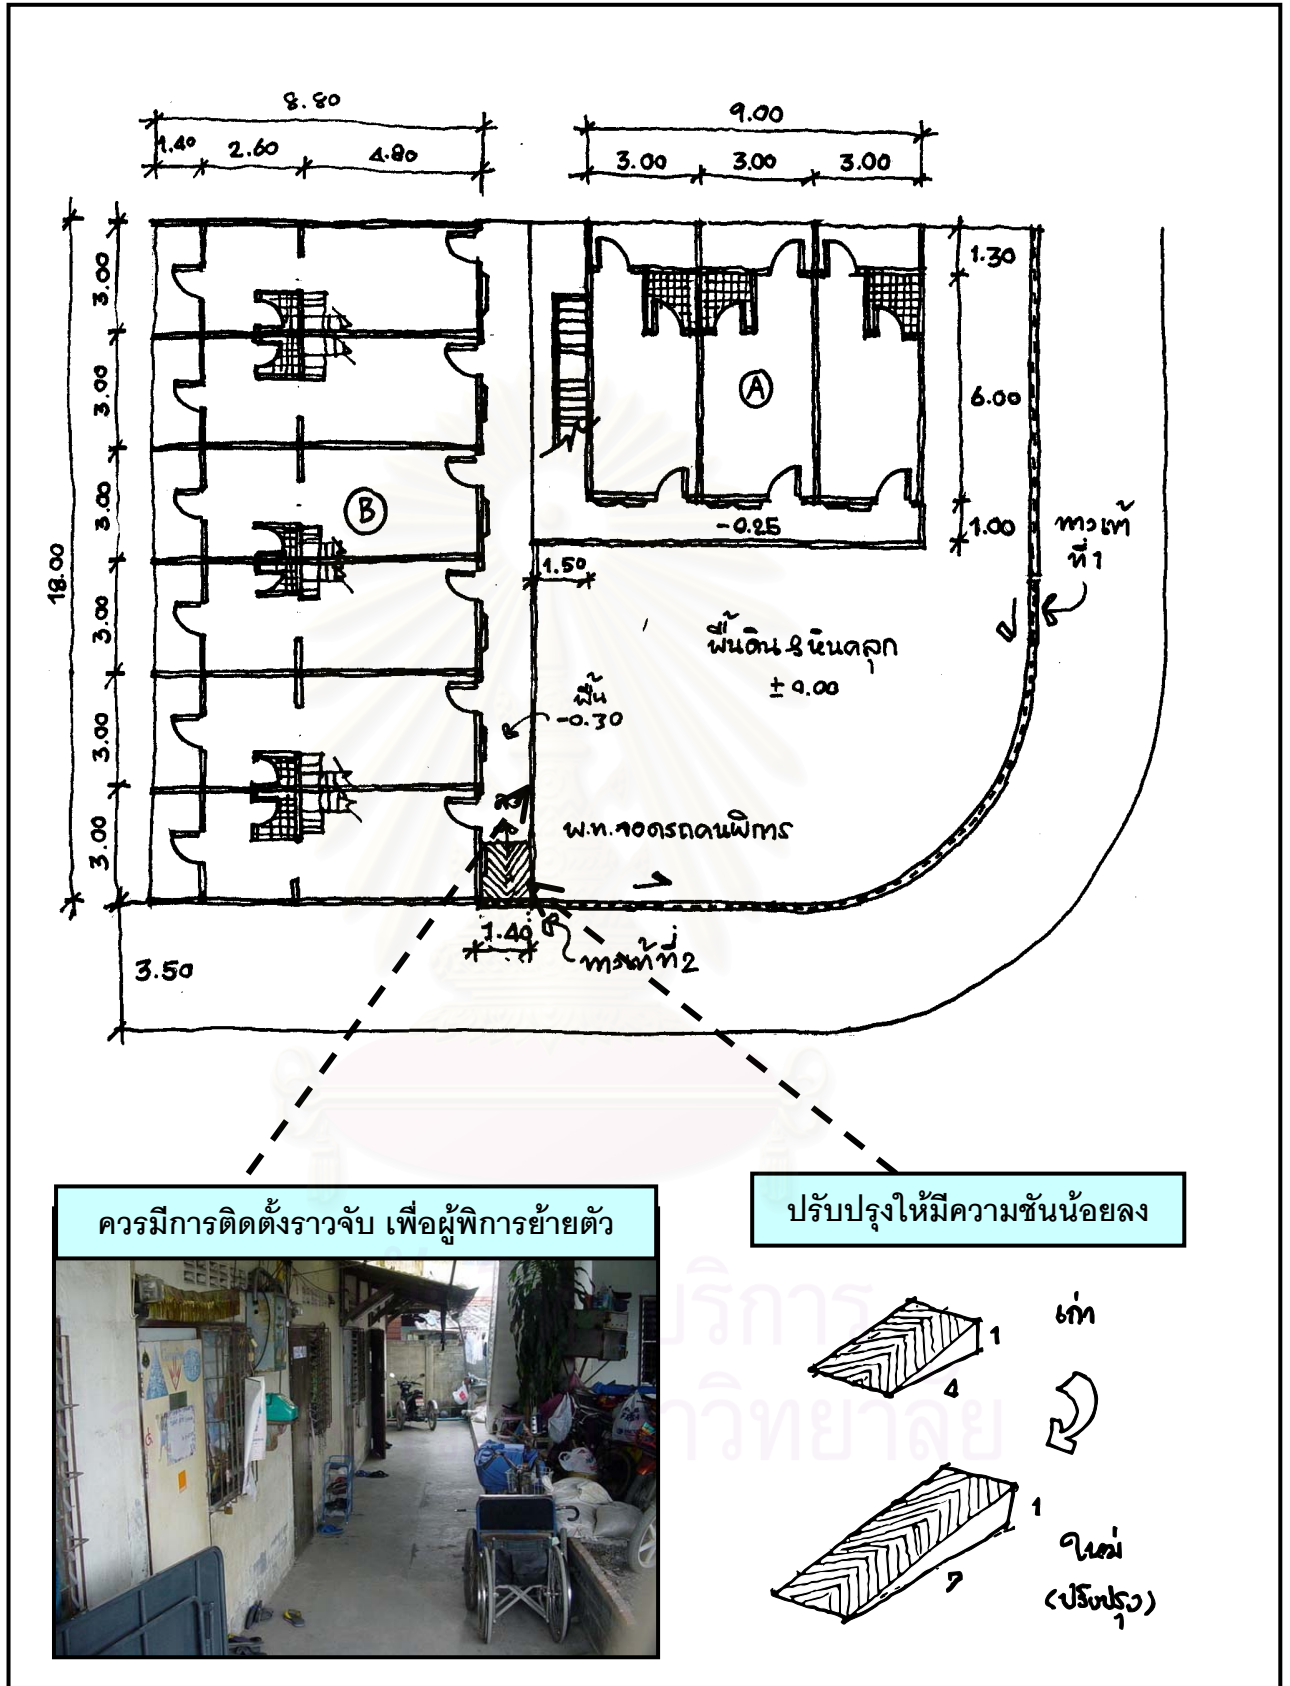 8.80
1.40
2.60
4.80
9.00
3.00
3.00
3.00
18.00
3.00
3.00
3.00
3.00
3.00
3.00
1.30
6.00
1.00
A
B
-0.25
1.50
ทางเข้า
ที่1
พื้นดิน & หินคลุก
± 0.00
พื้น
-0.30
ลง
พ.ท.จอดรถคนพิการ
1.40
ทางเข้าที่2
3.50
ควรมีการติดตั้งราวจับ เพื่อผู้พิการย้ายตัว
ปรับปรุงให้มีความชันน้อยลง
เก่า
1
4
1
7
ใหม่
(ปรับปรุง)